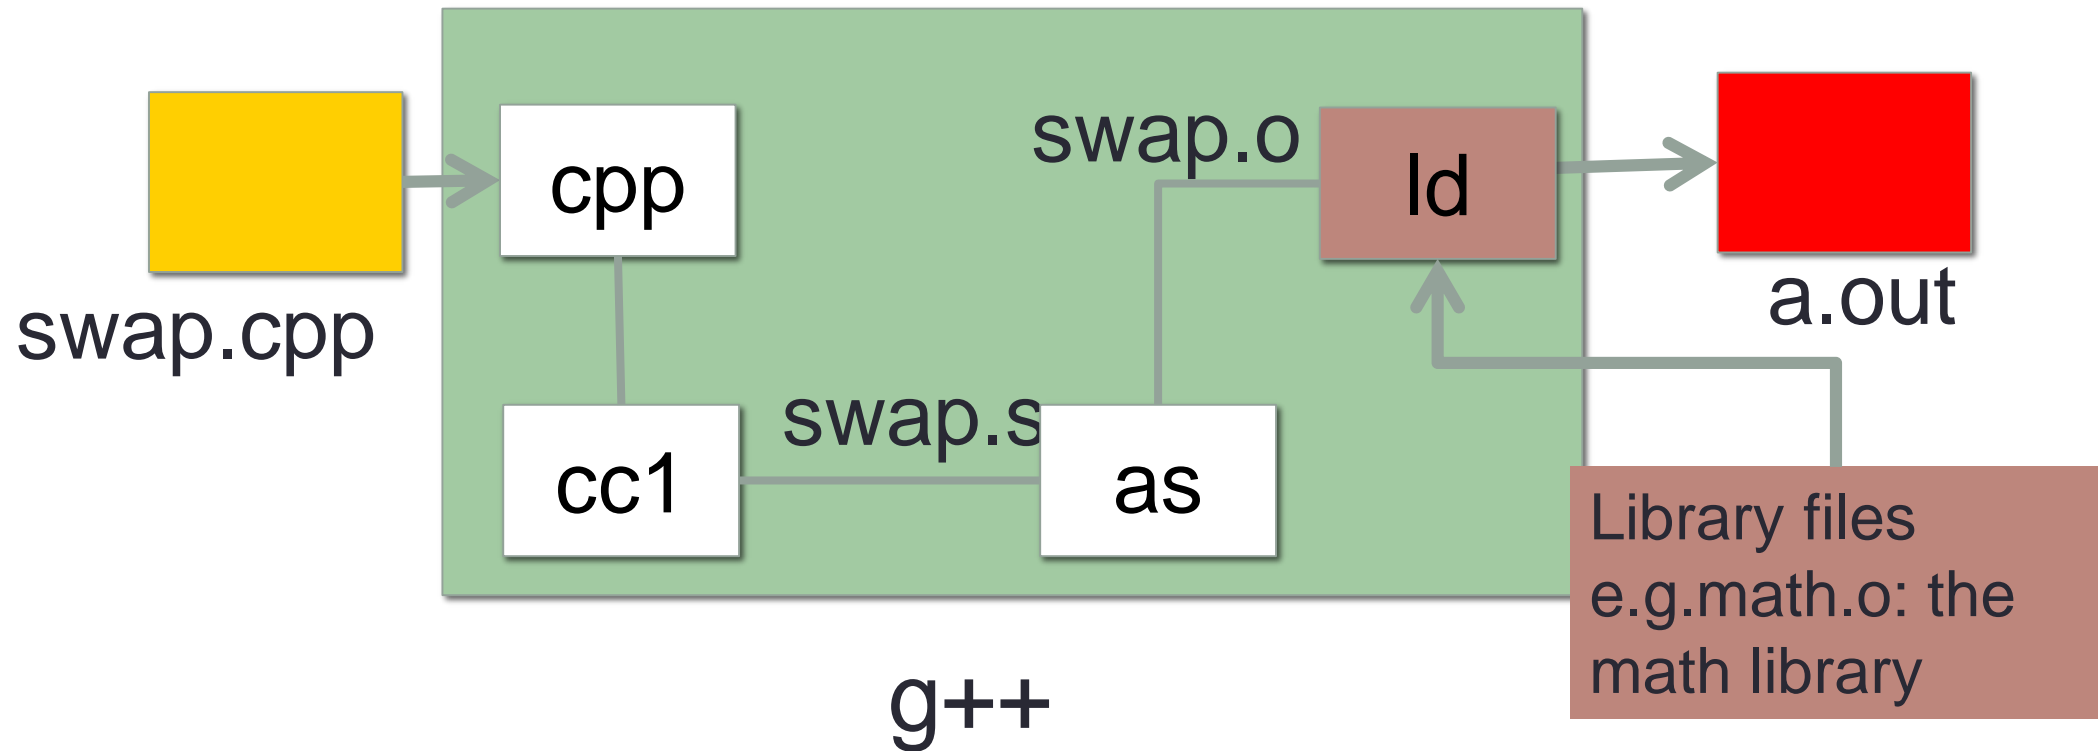 cpp
swap.o
ld
swap.cpp
a.out
swap.s
cc1
as
Library files
e.g.math.o: the
math library
g++